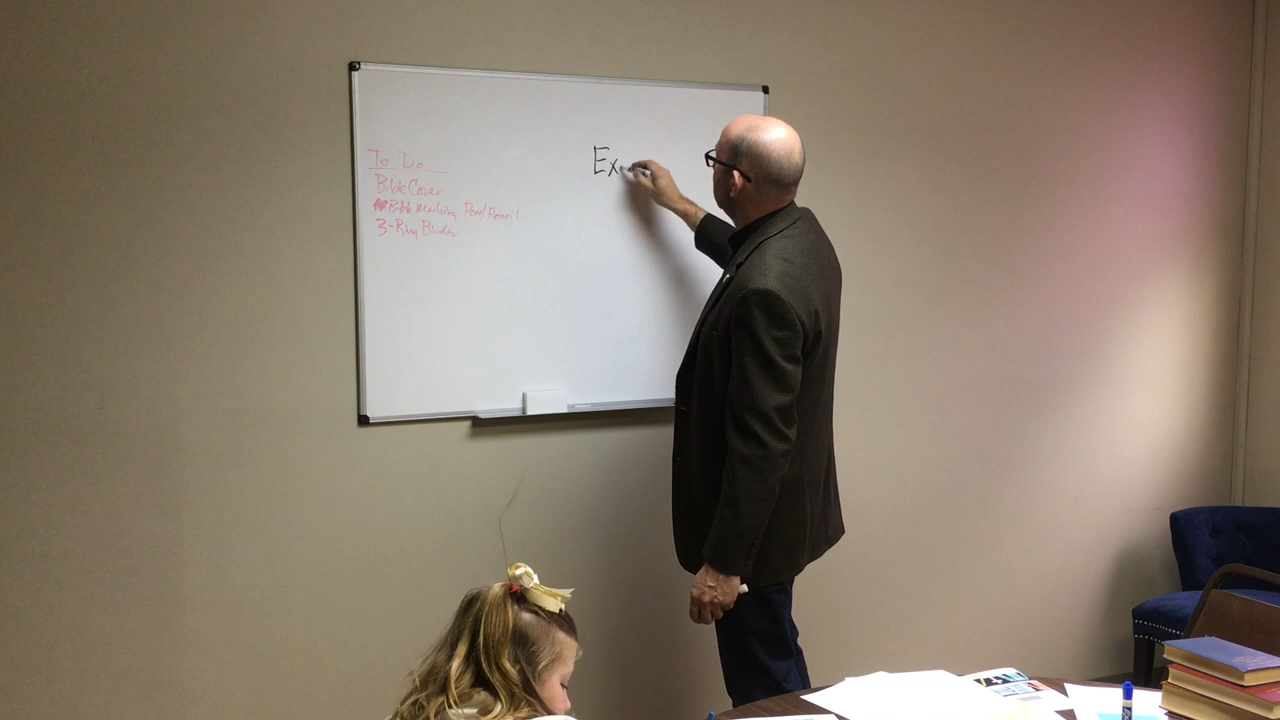 To Do
Bible Cover
Bible Marking Pen/Pencil
3-Ring Binder
Ex